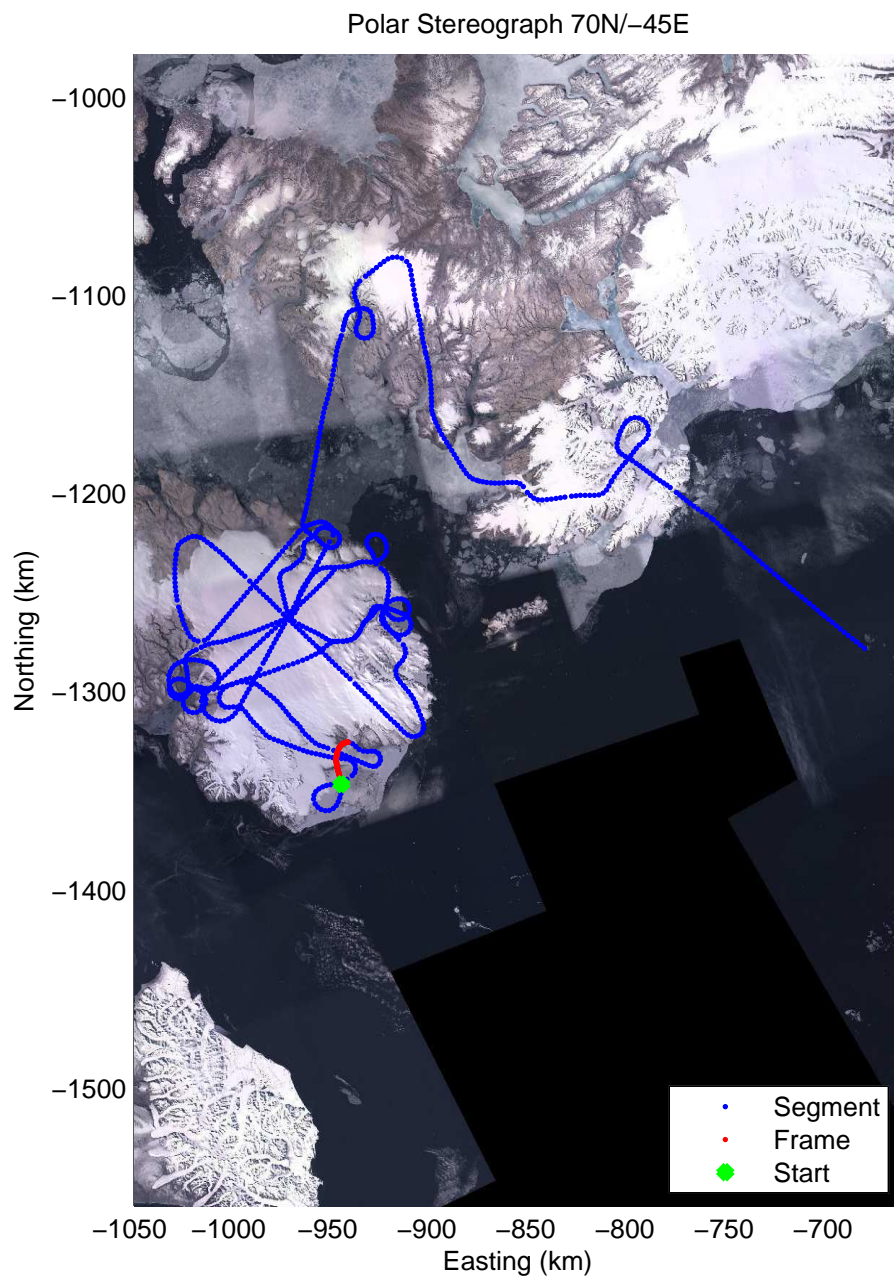 Polar Stereograph 70N/−45E
−1000
−1100
−1200
−1300
−1400
−1500
Northing (km)
Segment
Frame
Start
−1050 −1000 −950 −900 −850 −800 −750 −700
Easting (km)